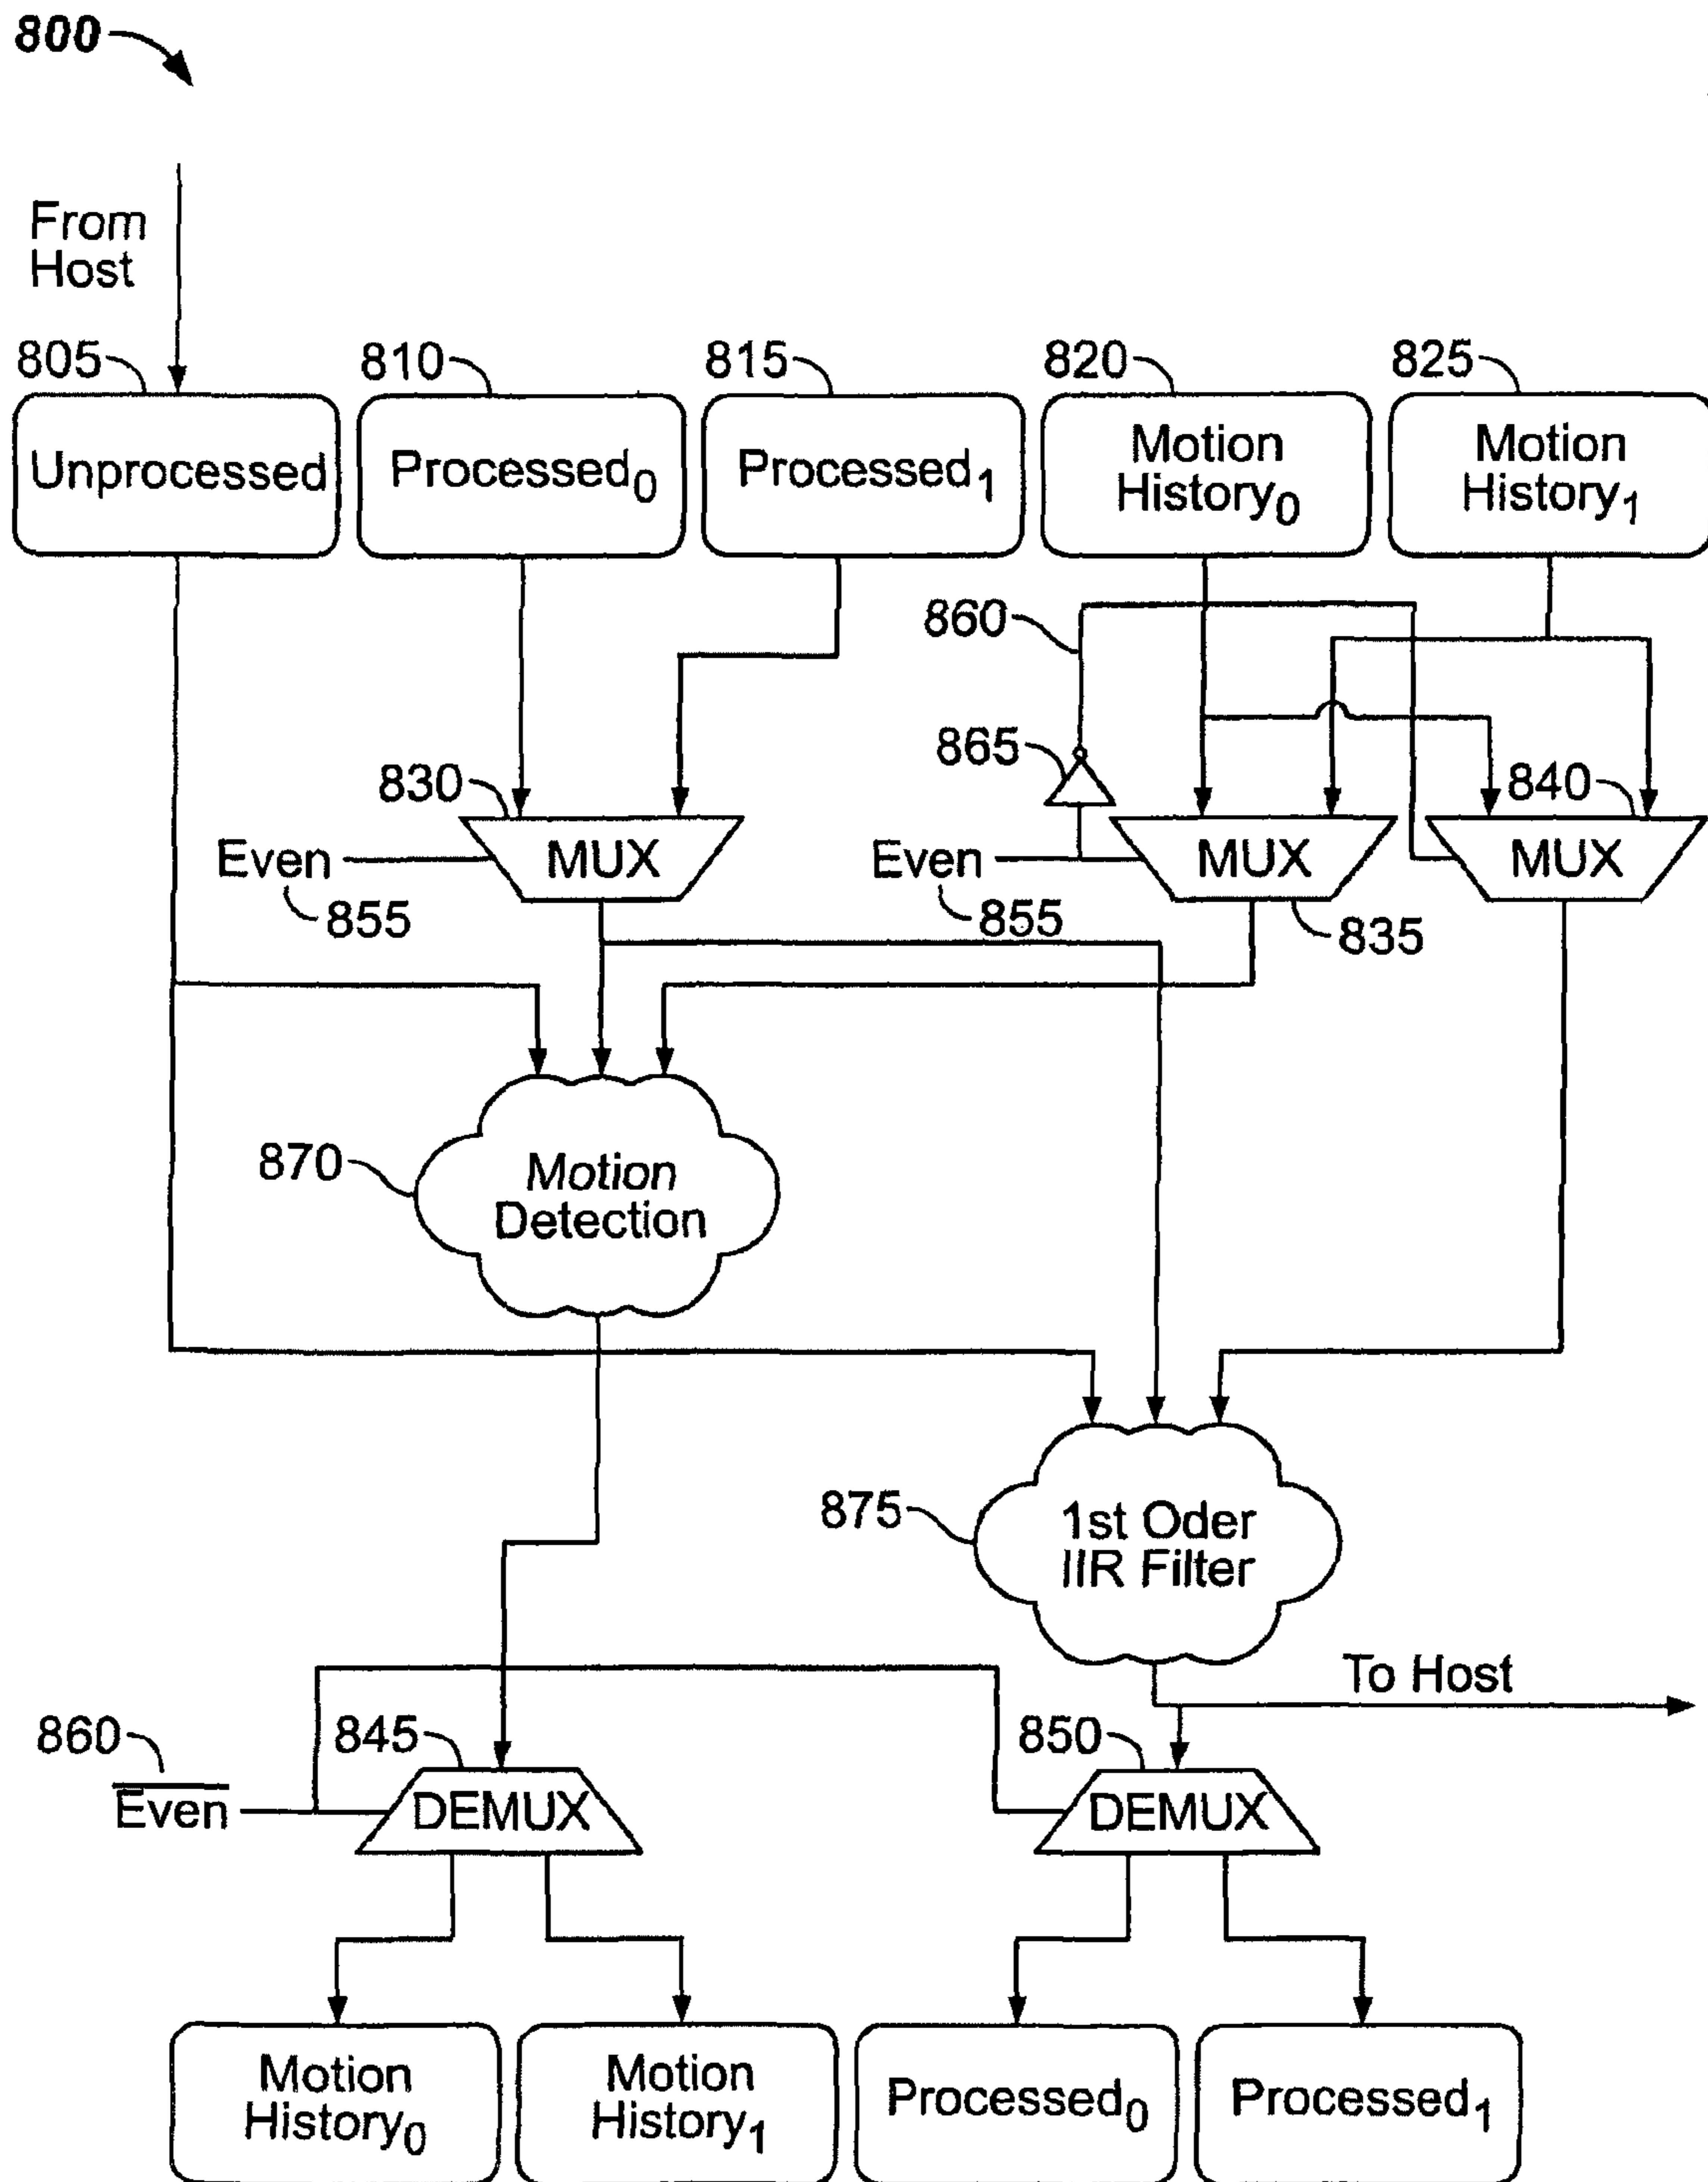 800
From
Host
805
810
815
820
825
Unprocessed
Processed0
Processed1
Motion
History0
Motion
History1
860
865
830
840
Even
MUX
Even
MUX
MUX
855
855
835
870
Motion
Detection
875
1st Oder
IIR Filter
To Host
860
845
850
Even
DEMUX
DEMUX
Motion
History0
Motion
History1
Processed0
Processed1